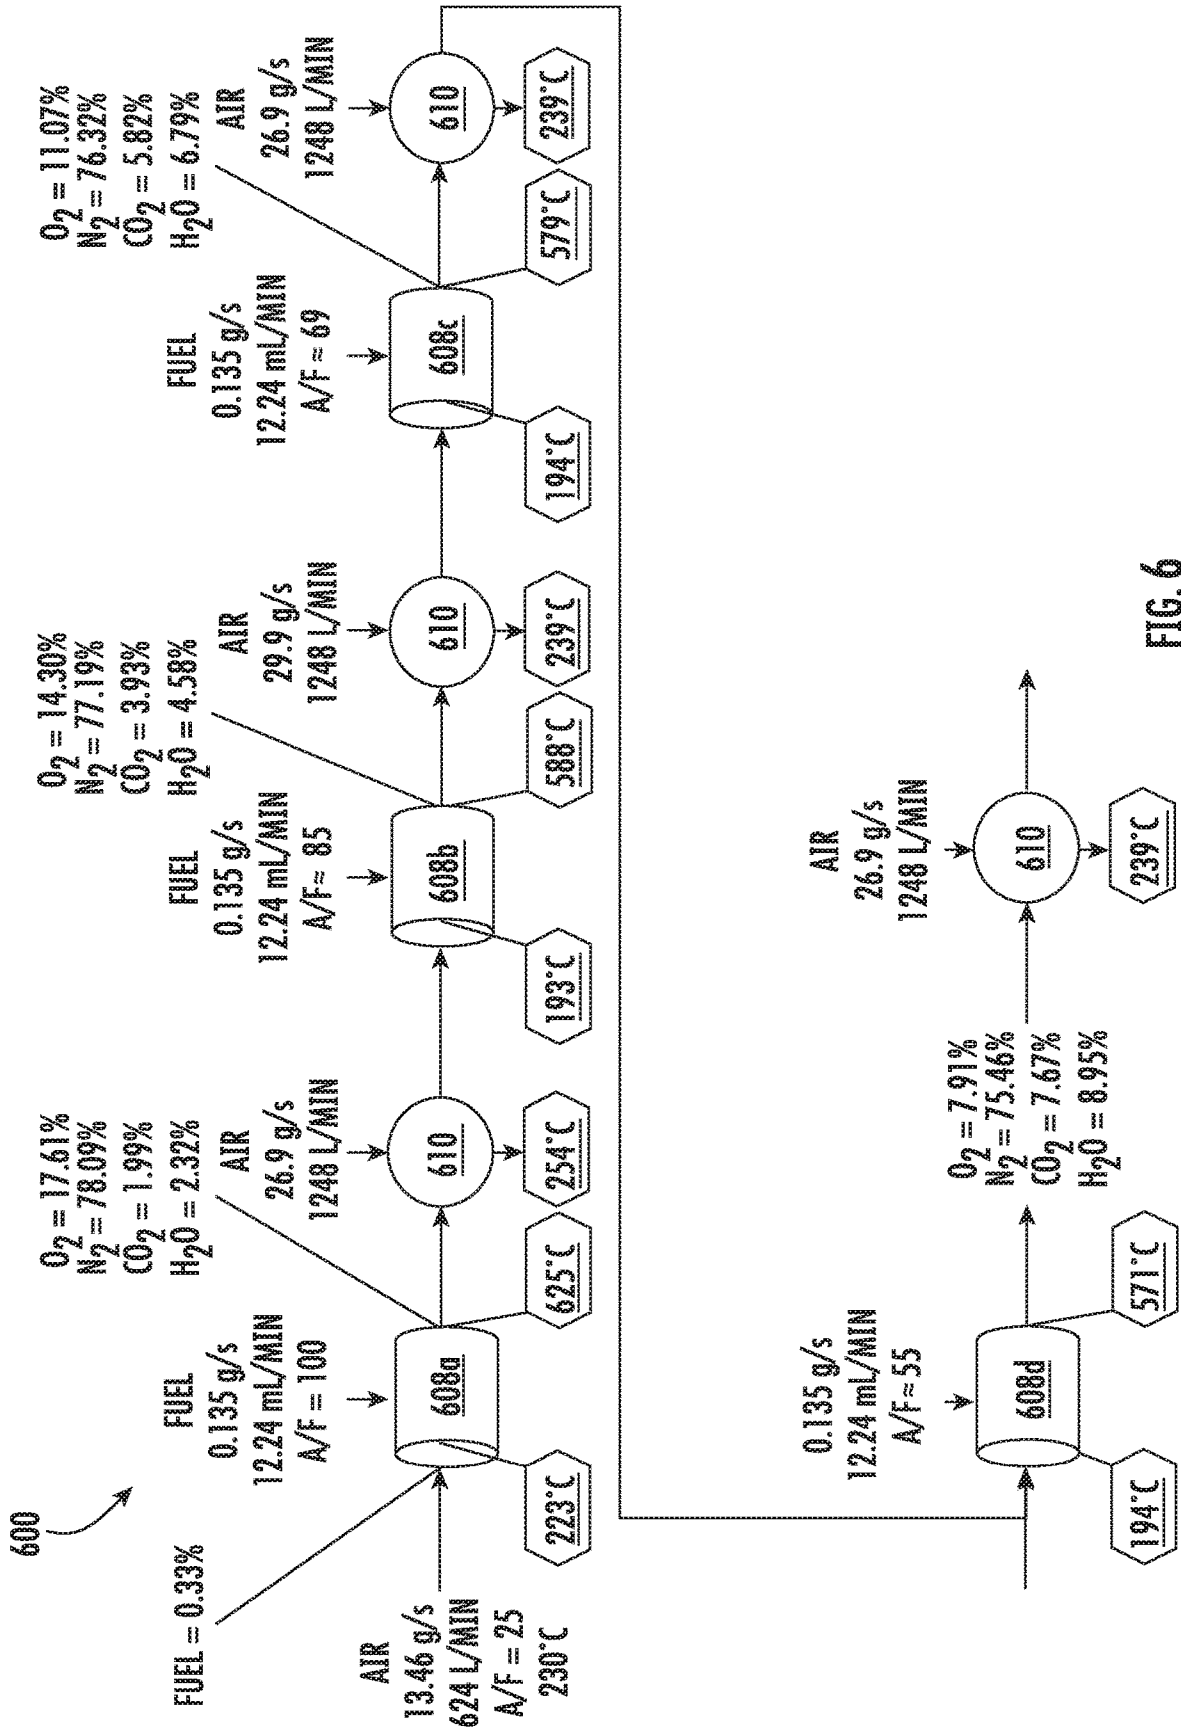 600
FUEL = 0.33%
AIR
13.46 g/s
624 L/MIN
A/F = 25
230°C
FUEL
0.135 g/s
12.24 mL/MIN
A/F = 100
608a
223°C
625°C
O2 = 17.61%
N2 = 78.09%
CO2 = 1.99%
H2O = 2.32%
AIR
26.9 g/s
1248 L/MIN
610
254°C
FUEL
0.135 g/s
12.24 mL/MIN
A/F≈ 85
608b
193°C
588°C
O2 = 14.30%
N2 = 77.19%
CO2 = 3.93%
H2O = 4.58%
AIR
29.9 g/s
1248 L/MIN
610
239°C
FUEL
0.135 g/s
12.24 mL/MIN
A/F ≈ 69
608c
194°C
579°C
O2 = 11.07%
N2 = 76.32%
CO2 = 5.82%
H2O = 6.79%
AIR
26.9 g/s
1248 L/MIN
610
239°C
0.135 g/s
12.24 mL/MIN
A/F≈ 55
608d
194°C
571°C
O2 = 7.91%
N2 = 75.46%
CO2 = 7.67%
H2O = 8.95%
AIR
26.9 g/s
1248 L/MIN
610
239°C
FIG. 6